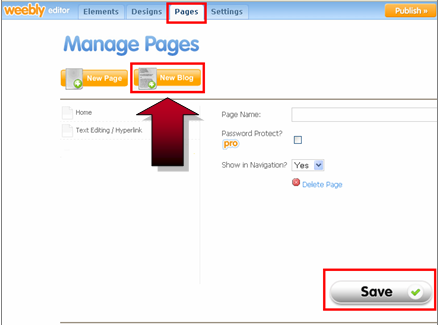 weebly editor Elements Designs Pages Settings Publish »
Manage Pages
New Page New Blog
Home
Text Editing / Hyperlink
Page Name:
Password Protect?
pro
Show in Navigation? Yes
Delete Page
Save